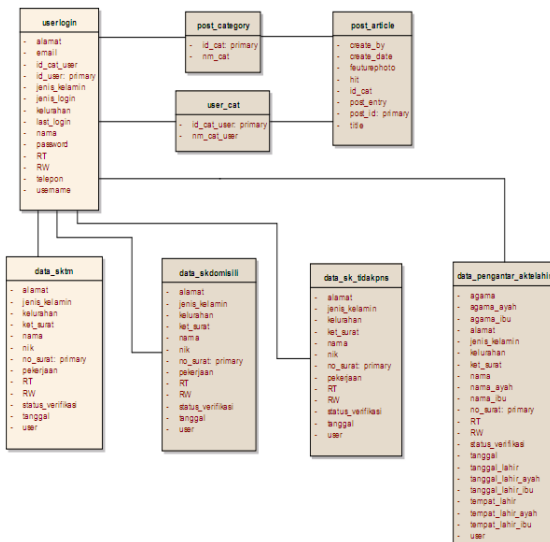 userlogin
- alamat
- email
- id_cat_user
- id_user: primary
- jenis_kelamin
- jenis_login
- kelurahan
- last_login
- nama
- password
- RT
- RW
- telepon
- username
post_category
- id_cat: primary
- nm_cat
post_article
- create_by
- create_date
- feuturephoto
- hit
- id_cat
- post_entry
- post_id: primary
- title
user_cat
- id_cat_user: primary
- nm_cat_user
data_sktm
- alamat
- jenis_kelamin
- kelurahan
- ket_surat
- nama
- nik
- no_surat: primary
- pekerjaan
- RT
- RW
- status_verifikasi
- tanggal
- user
data_skdomisili
- alamat
- jenis_kelamin
- kelurahan
- ket_surat
- nama
- nik
- no_surat: primary
- pekerjaan
- RT
- RW
- status_verifikasi
- tanggal
- user
data_sk_tidakpns
- alamat
- jenis_kelamin
- kelurahan
- ket_surat
- nama
- nik
- no_surat: primary
- pekerjaan
- RT
- RW
- status_verifikasi
- tanggal
- user
data_pengantar_aktelahir
- agama
- agama_ayah
- agama_ibu
- alamat
- jenis_kelamin
- kelurahan
- ket_surat
- nama
- nama_ayah
- nama_ibu
- no_surat: primary
- RT
- RW
- status_verifikasi
- tanggal
- tanggal_lahir
- tanggal_lahir_ayah
- tanggal_lahir_ibu
- tempat_lahir
- tempat_lahir_ayah
- tempat_lahir_ibu
- user